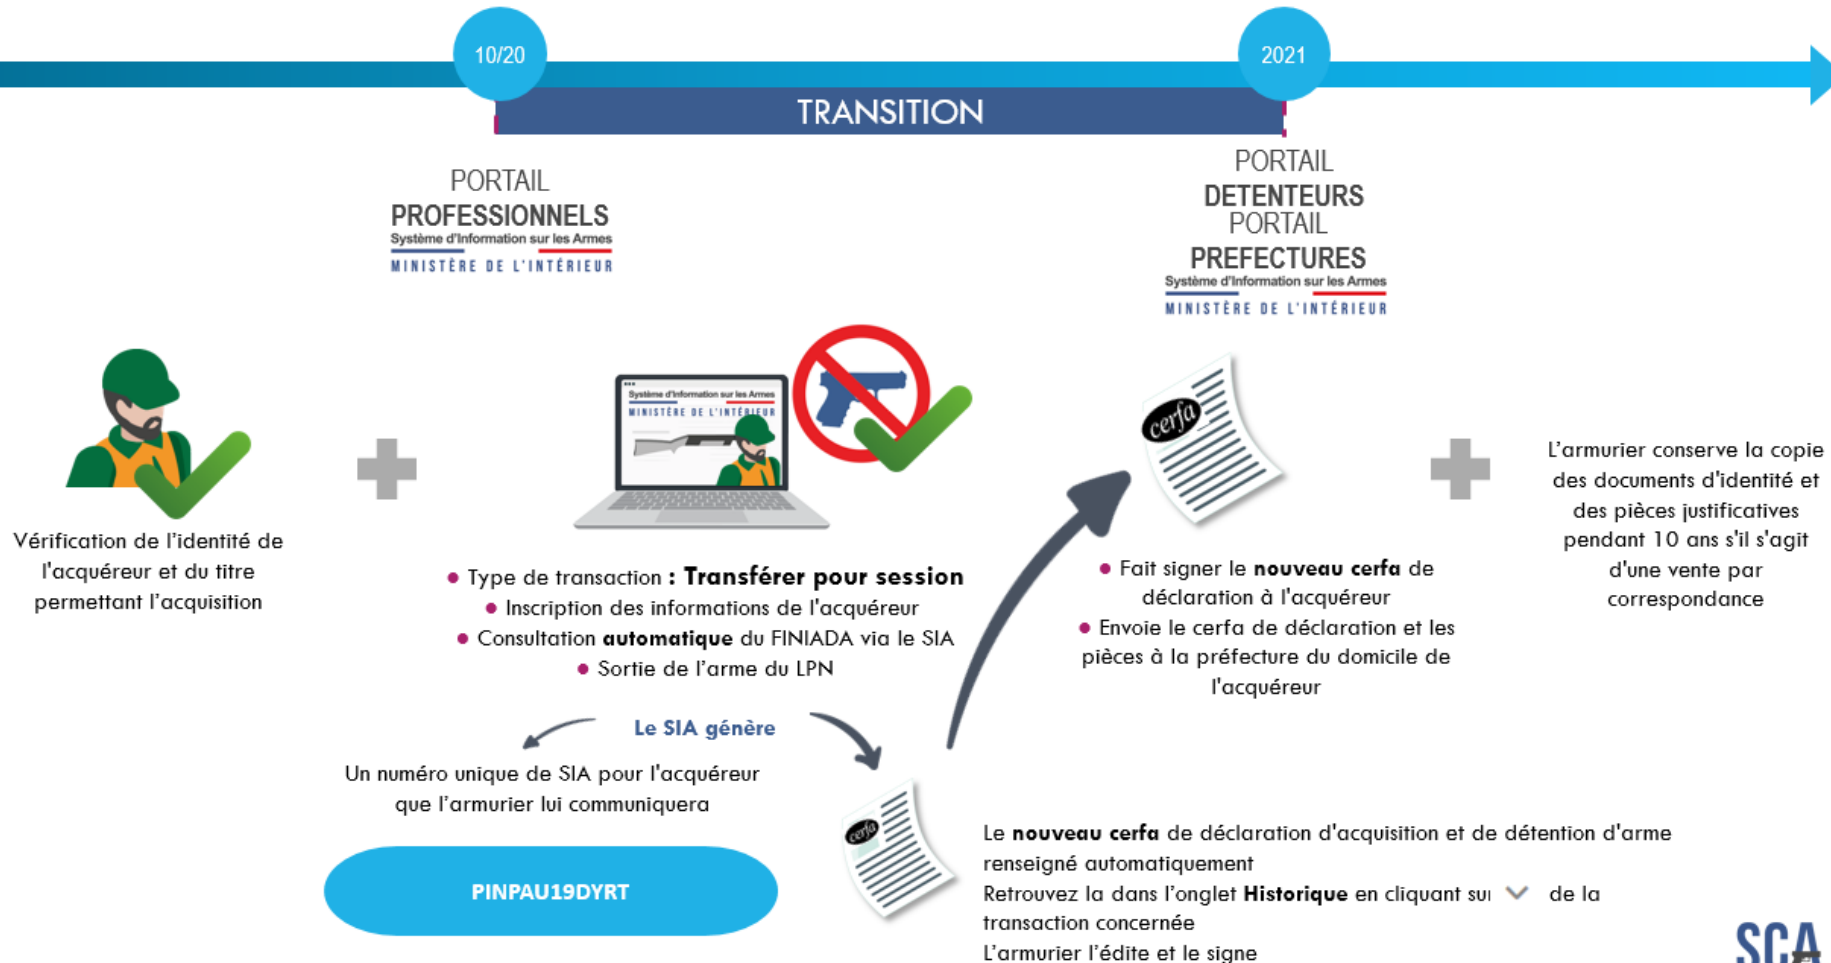 10/20
2021
TRANSITION
PORTAIL
PROFESSIONNELS
Système d'Information sur les Armes
MINISTÈRE DE L'INTÉRIEUR
PORTAIL
DETENTEURS
PORTAIL
PREFECTURES
Système d'Information sur les Armes
MINISTÈRE DE L'INTÉRIEUR
Vérification de l'identité de
l'acquéreur et du titre
permettant l'acquisition
Système d'Information sur les Armes
MINISTÈRE DE L'INTÉRIEUR
• Type de transaction : Transférer pour session
• Inscription des informations de l'acquéreur
• Consultation automatique du FINIADA via le SIA
• Sortie de l'arme du LPN
Le SIA génère
Un numéro unique de SIA pour l'acquéreur
que l'armurier lui communiquera
PINPAU19DYRT
cerfa
Le nouveau cerfa de déclaration d'acquisition et de détention d'arme
renseigné automatiquement
Retrouvez la dans l'onglet Historique en cliquant sur de la
transaction concernée
L'armurier l'édite et le signe
cerfa
• Fait signer le nouveau cerfa de
déclaration à l'acquéreur
• Envoie le cerfa de déclaration et les
pièces à la préfecture du domicile de
l'acquéreur
L'armurier conserve la copie
des documents d'identité et
des pièces justificatives
pendant 10 ans s'il s'agit
d'une vente par
correspondance
SCA